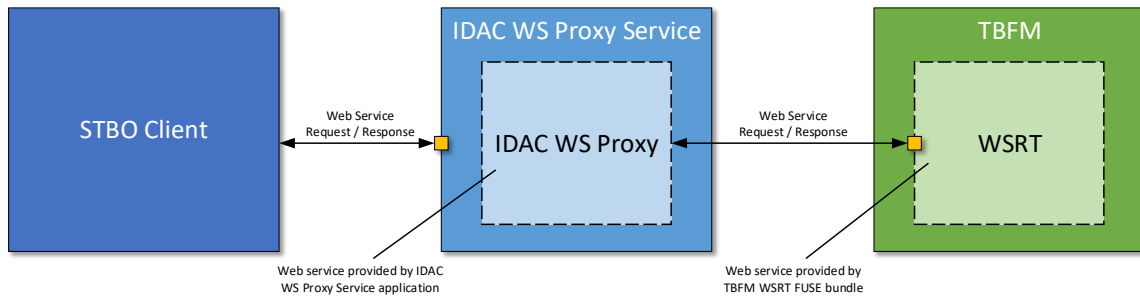 IDAC WS Proxy Service
TBFM
STBO Client
Web Service
Request / Response
IDAC WS Proxy
Web Service
Request / Response
WSRT
Web service provided by IDAC
WS Proxy Service application
Web service provided by
TBFM WSRT FUSE bundle